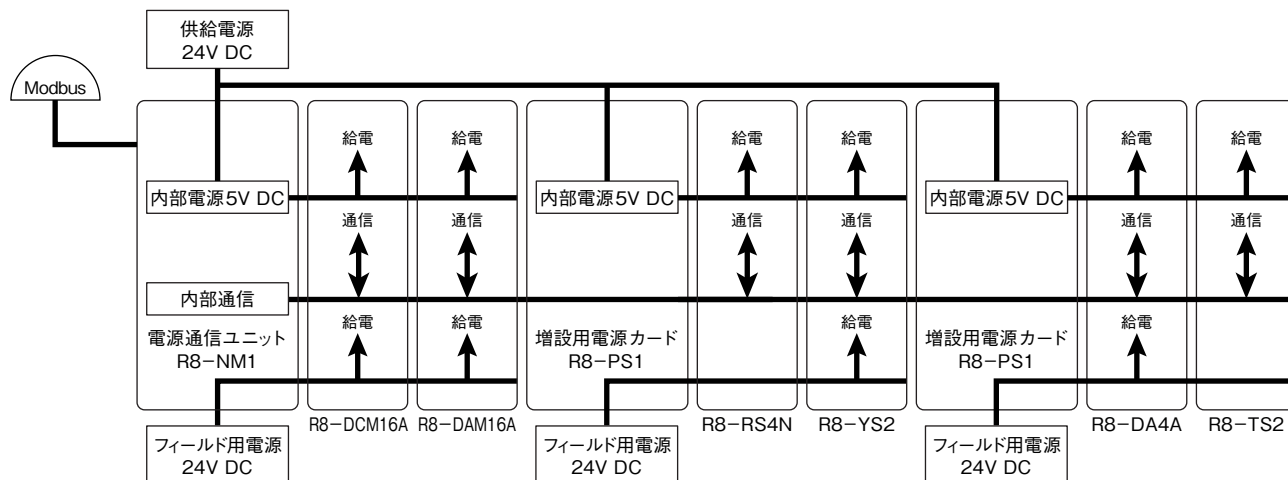 供給電源
24V DC
Modbus
給電
給電
給電
給電
給電
給電
内部電源5V DC
内部電源5V DC
内部電源5V DC
通信
通信
通信
通信
通信
通信
内部通信
電源通信ユニット
R8-NM1
給電
給電
増設用電源カード
R8-PS1
給電
増設用電源カード
R8-PS1
給電
R8-DCM16A
R8-DAM16A
R8-RS4N
R8-YS2
R8-DA4A
R8-TS2
フィールド用電源
24V DC
フィールド用電源
24V DC
フィールド用電源
24V DC